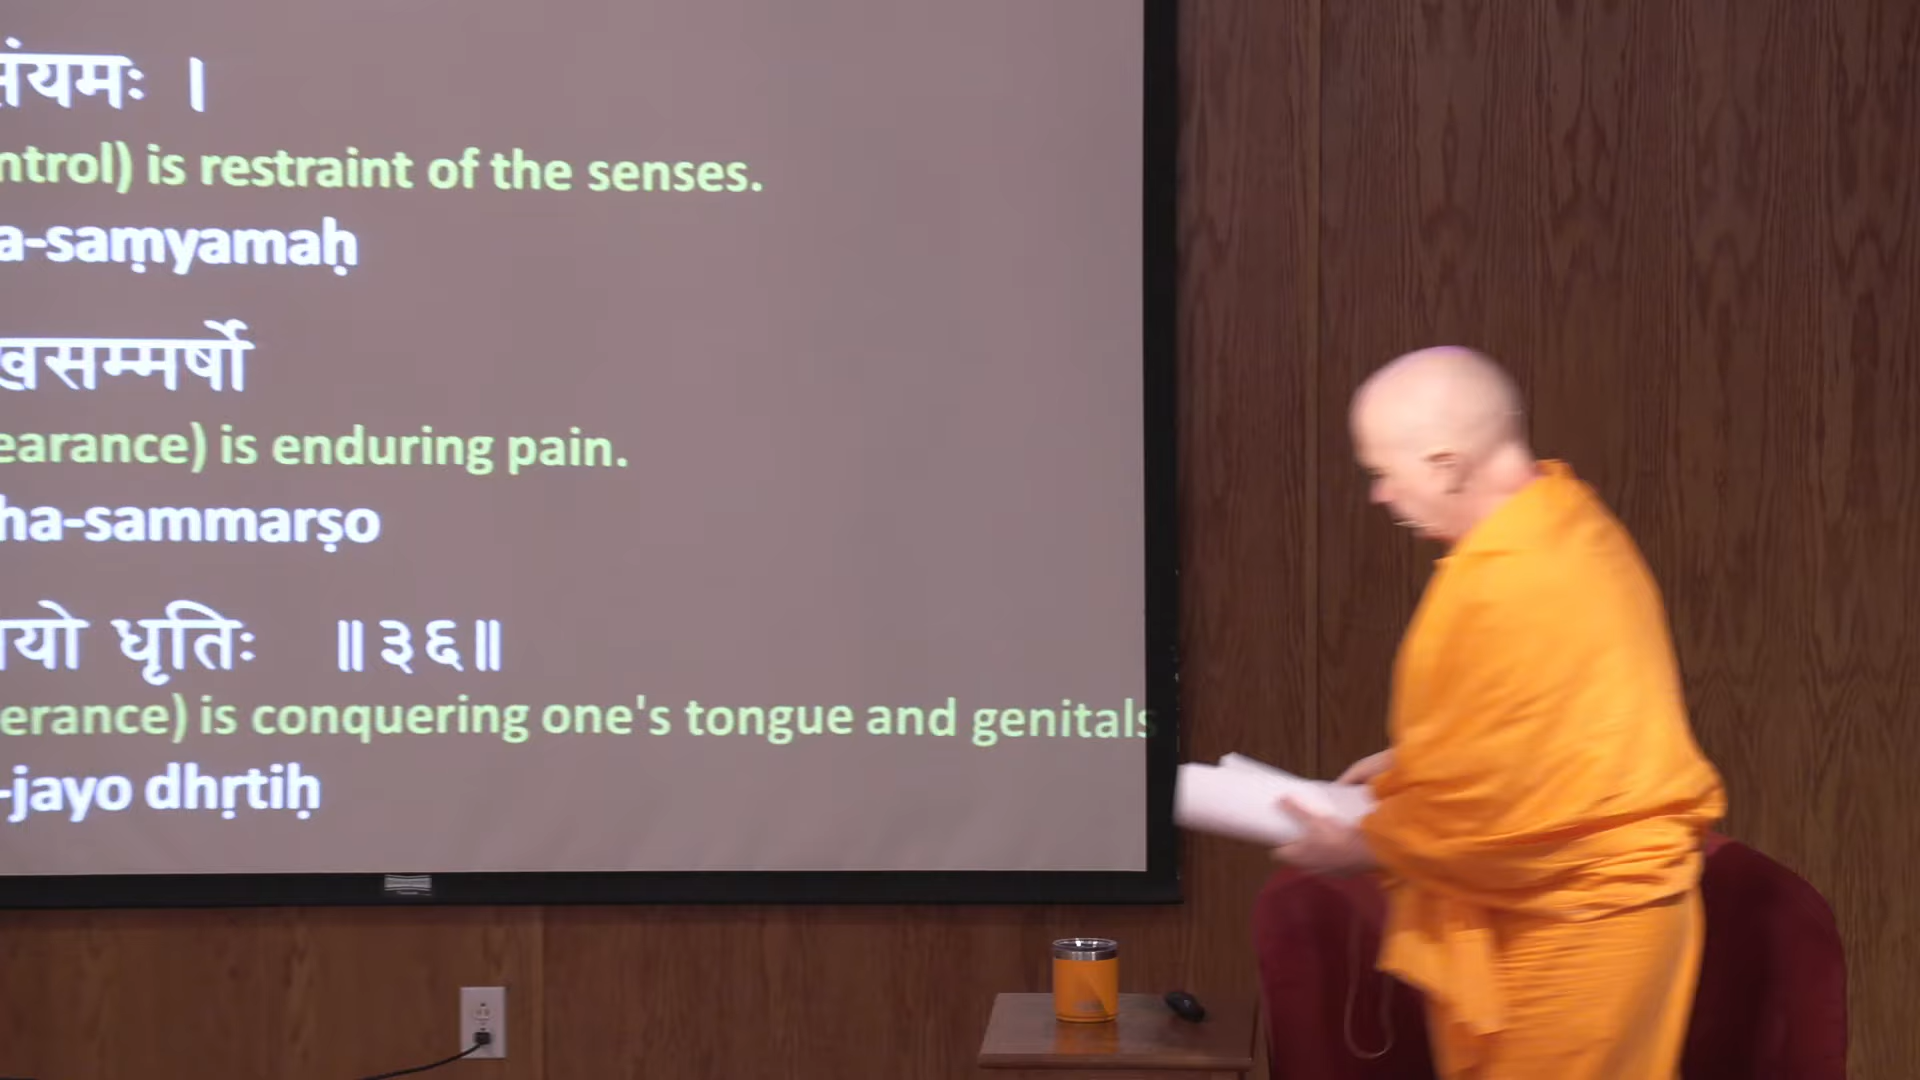 संयमः ।
ntrol) is restraint of the senses.
a-saṃyamaḥ
खसम्मर्षो
earance) is enduring pain.
ha-sammarṣo
यो धृतिः ॥३६॥
erance) is conquering one's tongue and genitals
-jayo dhṛtiḥ